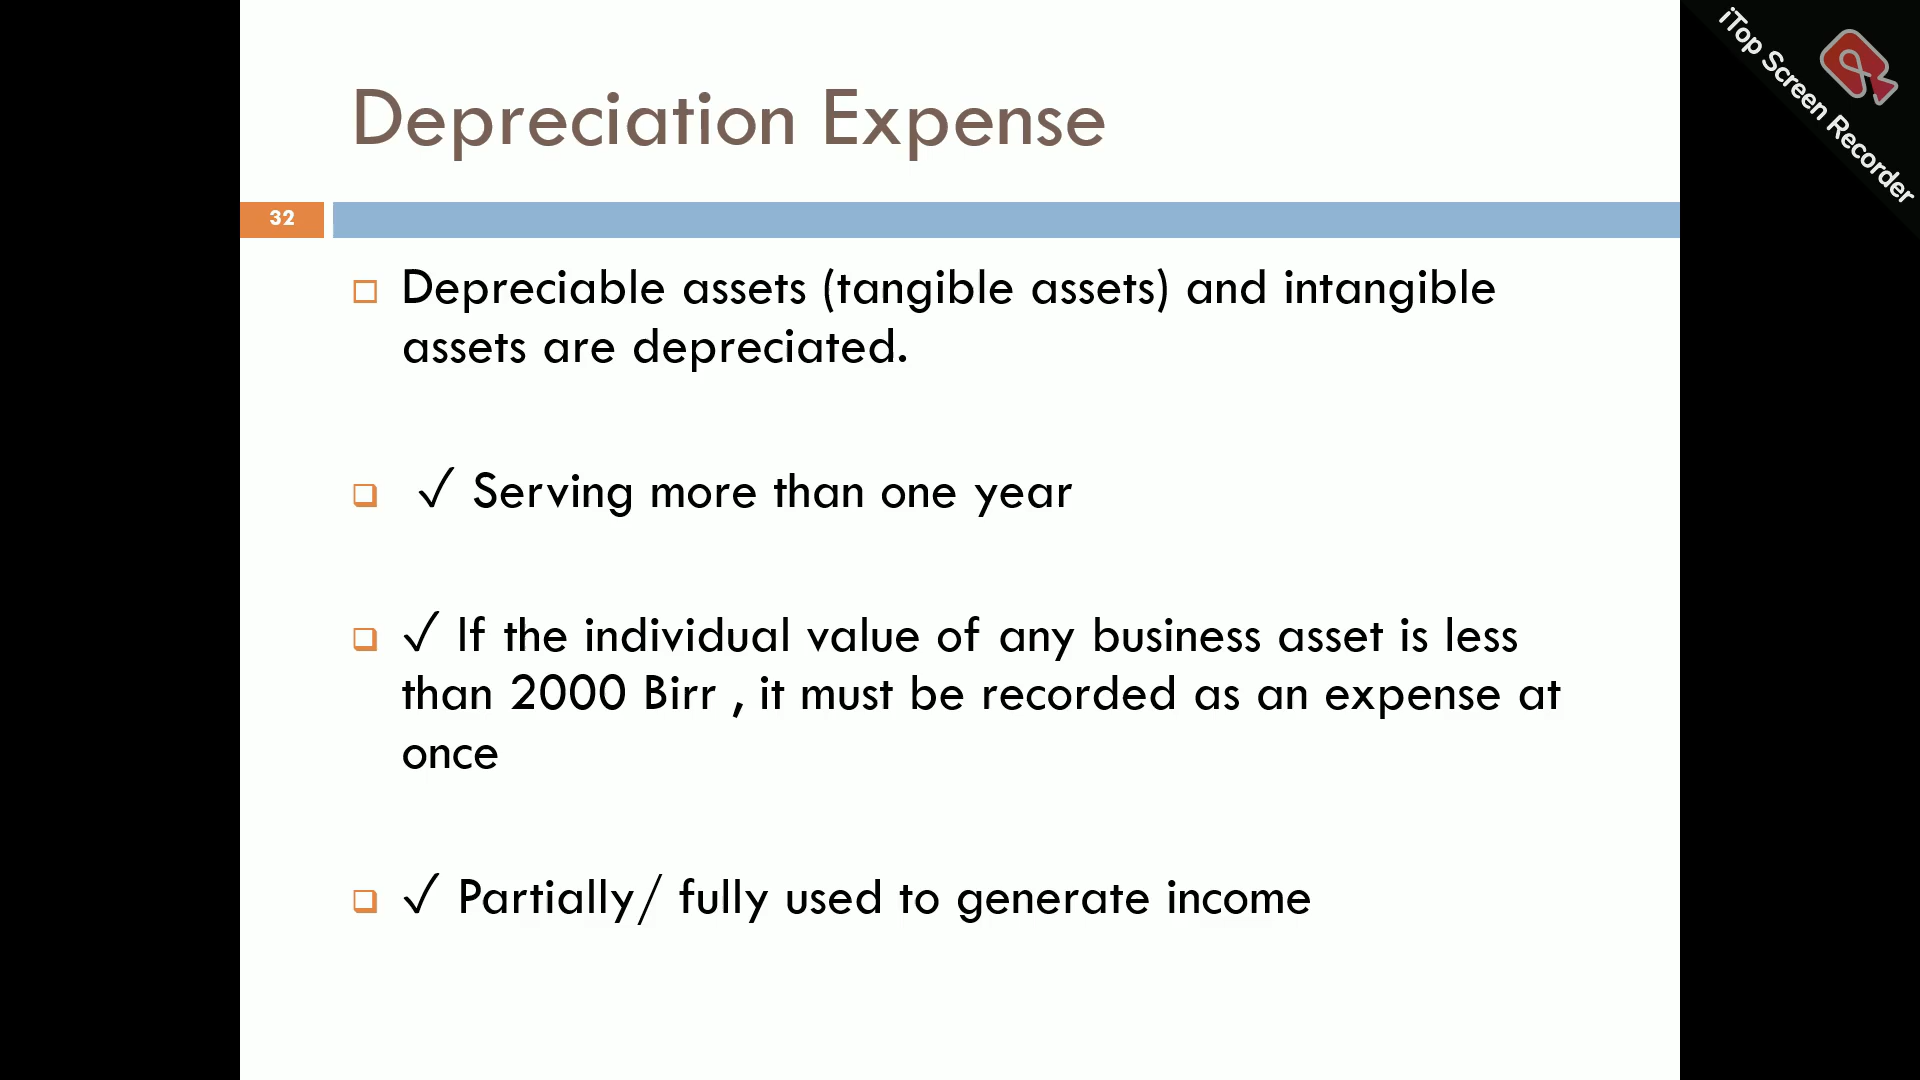 Depreciation Expense
32
Depreciable assets (tangible assets) and intangible
assets are depreciated.
✓ Serving more than one year
✓ If the individual value of any business asset is less
than 2000 Birr , it must be recorded as an expense at
once
✓ Partially/ fully used to generate income
iTop Screen Recorder